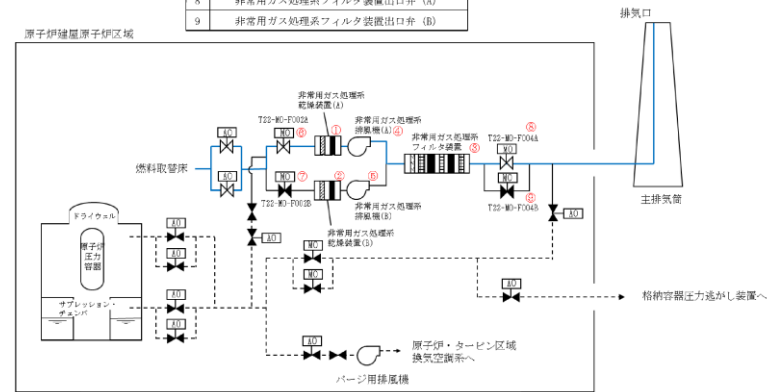 8 非常用ガス処理系フィルタ装置出口弁 (A)
9 非常用ガス処理系フィルタ装置出口弁 (B)
排気口
原子炉建屋原子炉区域
非常用ガス処理系
乾燥装置(A)
非常用ガス処理系
排風機(A)
④
T22-MO-F002A
⑥
①
非常用ガス処理系
フィルタ装置
T22-MO-F004A
⑧
AO
MO
MO
燃料取替床
AO
MO
⑦
②
⑤
MO
⑨
T22-MO-F002B
非常用ガス処理系
排風機(B)
T22-MO-F004B
主排気筒
ドライウェル
AO
AO
AO
非常用ガス処理系
乾燥装置(B)
原子炉
圧力
容器
AO
MO
MO
AO
AO
格納容器圧力逃がし装置へ
サプレッション・
チェンバ
AO
AO
原子炉・タービン区域
換気空調系へ
パージ用排風機